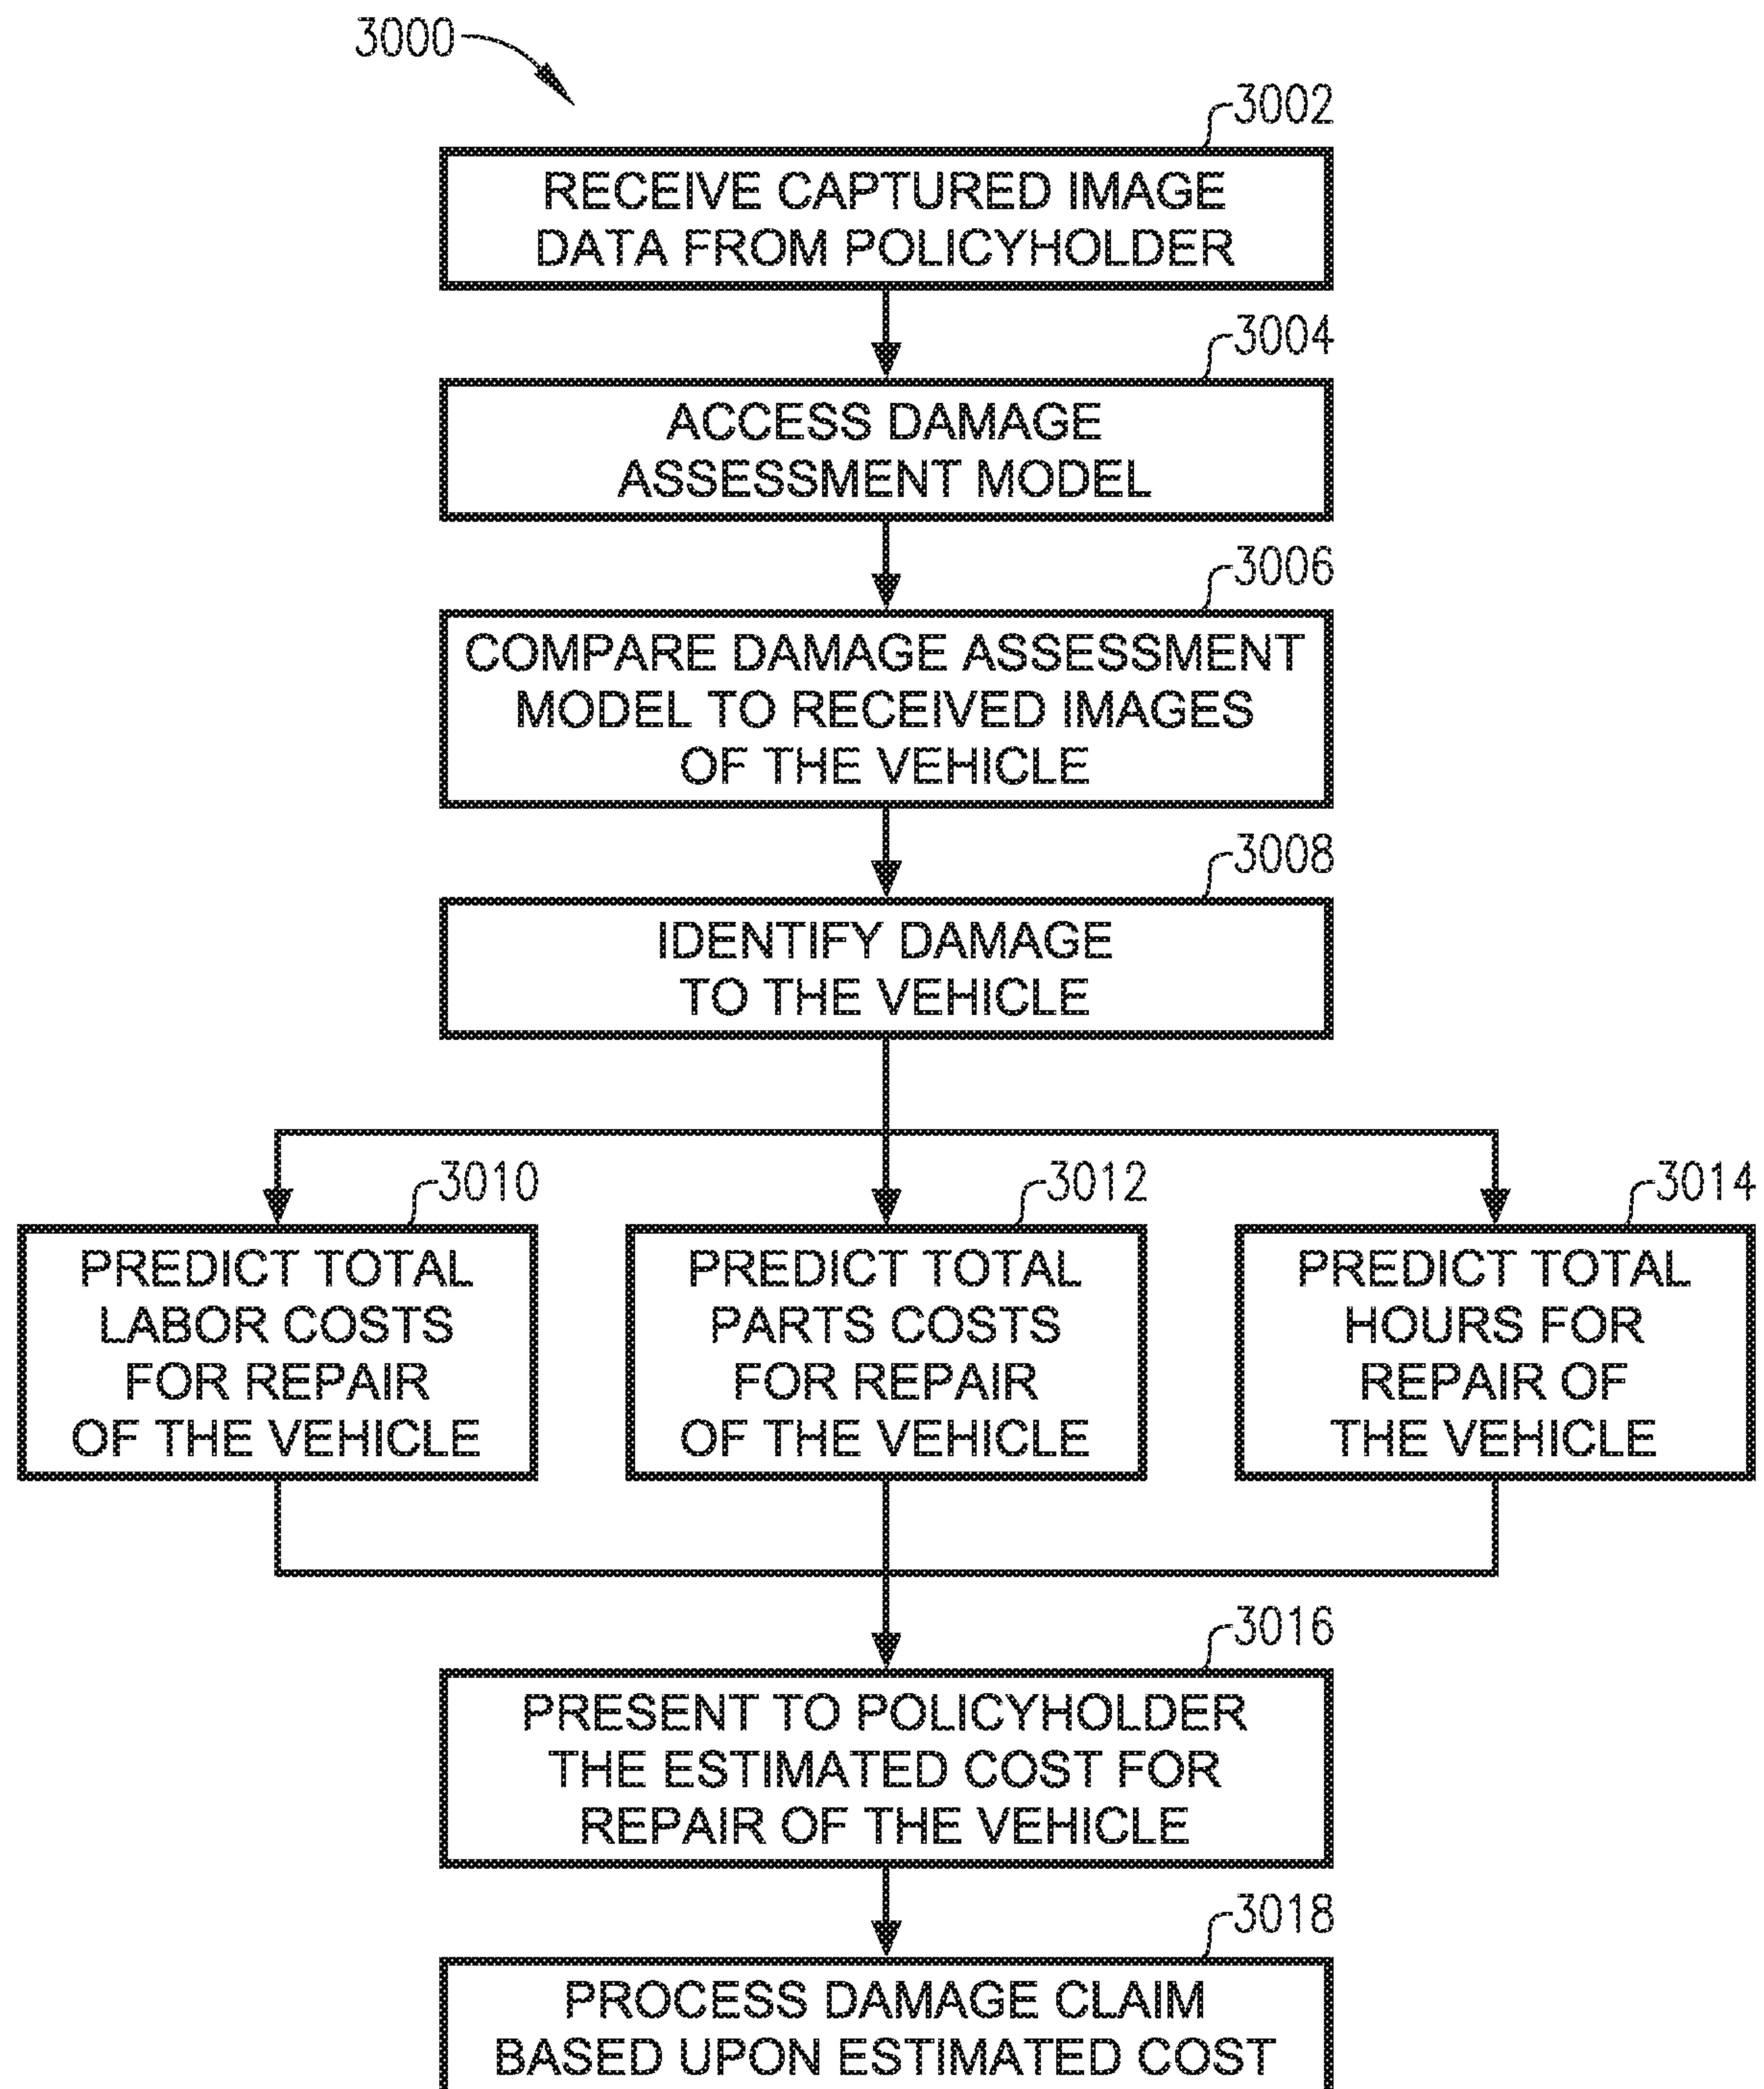 3000
3002
RECEIVE CAPTURED IMAGE
DATA FROM POLICYHOLDER
3004
ACCESS DAMAGE
ASSESSMENT MODEL
3006
COMPARE DAMAGE ASSESSMENT
MODEL TO RECEIVED IMAGES
OF THE VEHICLE
3008
IDENTIFY DAMAGE
TO THE VEHICLE
3010
PREDICT TOTAL
LABOR COSTS
FOR REPAIR
OF THE VEHICLE
3012
PREDICT TOTAL
PARTS COSTS
FOR REPAIR
OF THE VEHICLE
3014
PREDICT TOTAL
HOURS FOR
REPAIR OF
THE VEHICLE
3016
PRESENT TO POLICYHOLDER
THE ESTIMATED COST FOR
REPAIR OF THE VEHICLE
3018
PROCESS DAMAGE CLAIM
BASED UPON ESTIMATED COST